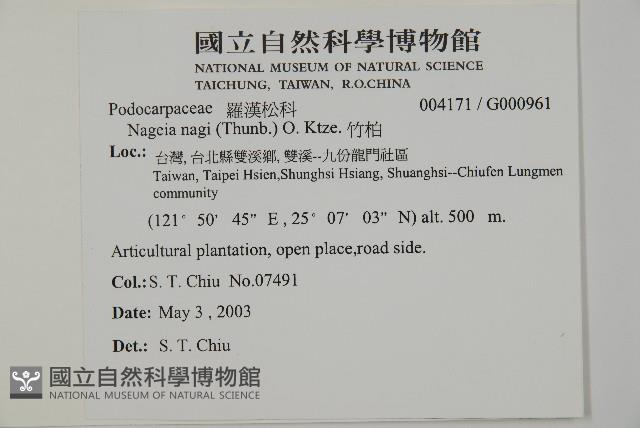 國立自然科學博物館
NATIONAL MUSEUM OF NATURAL SCIENCE
TAICHUNG, TAIWAN, R.O.CHINA
Podocarpaceae 羅漢松科 004171 / G000961
Nageia nagi (Thunb.) O. Ktze. 竹柏
Loc.: 台灣, 台北縣雙溪鄉, 雙溪--九份龍門社區
Taiwan, Taipei Hsien,Shunghsi Hsiang, Shuanghsi--Chiufen Lungmen
community
(121° 50' 45" E , 25° 07' 03" N) alt. 500 m.
Articultural plantation, open place,road side.
Col.: S. T. Chiu No.07491
Date: May 3 , 2003
Det.: S. T. Chiu
國立自然科學博物館
NATIONAL MUSEUM OF NATURAL SCIENCE